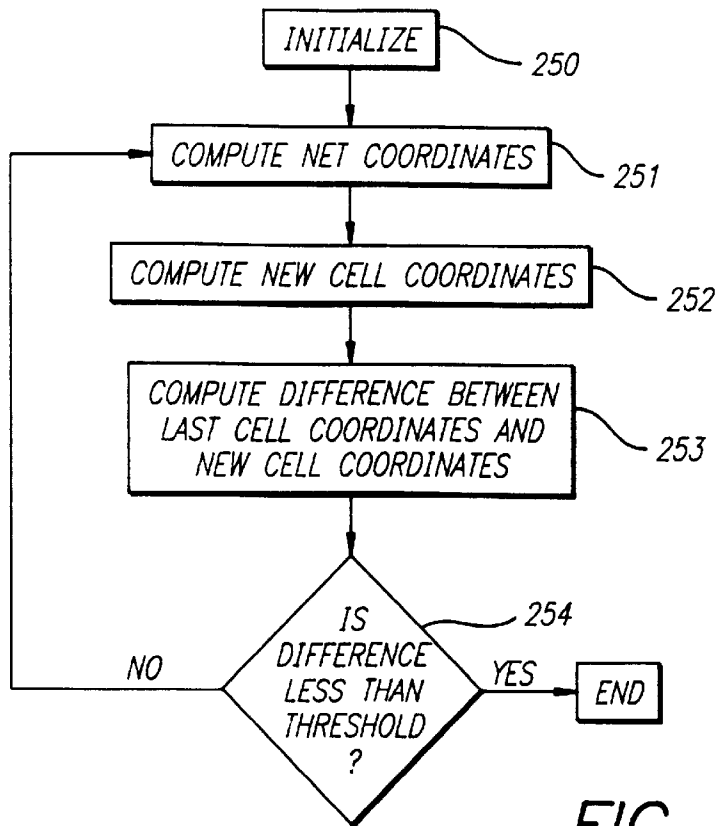 INITIALIZE
250
COMPUTE NET COORDINATES
251
COMPUTE NEW CELL COORDINATES
252
COMPUTE DIFFERENCE BETWEEN
LAST CELL COORDINATES AND
NEW CELL COORDINATES
253
254
IS
DIFFERENCE
LESS THAN
THRESHOLD
?
NO
YES
END
FIG